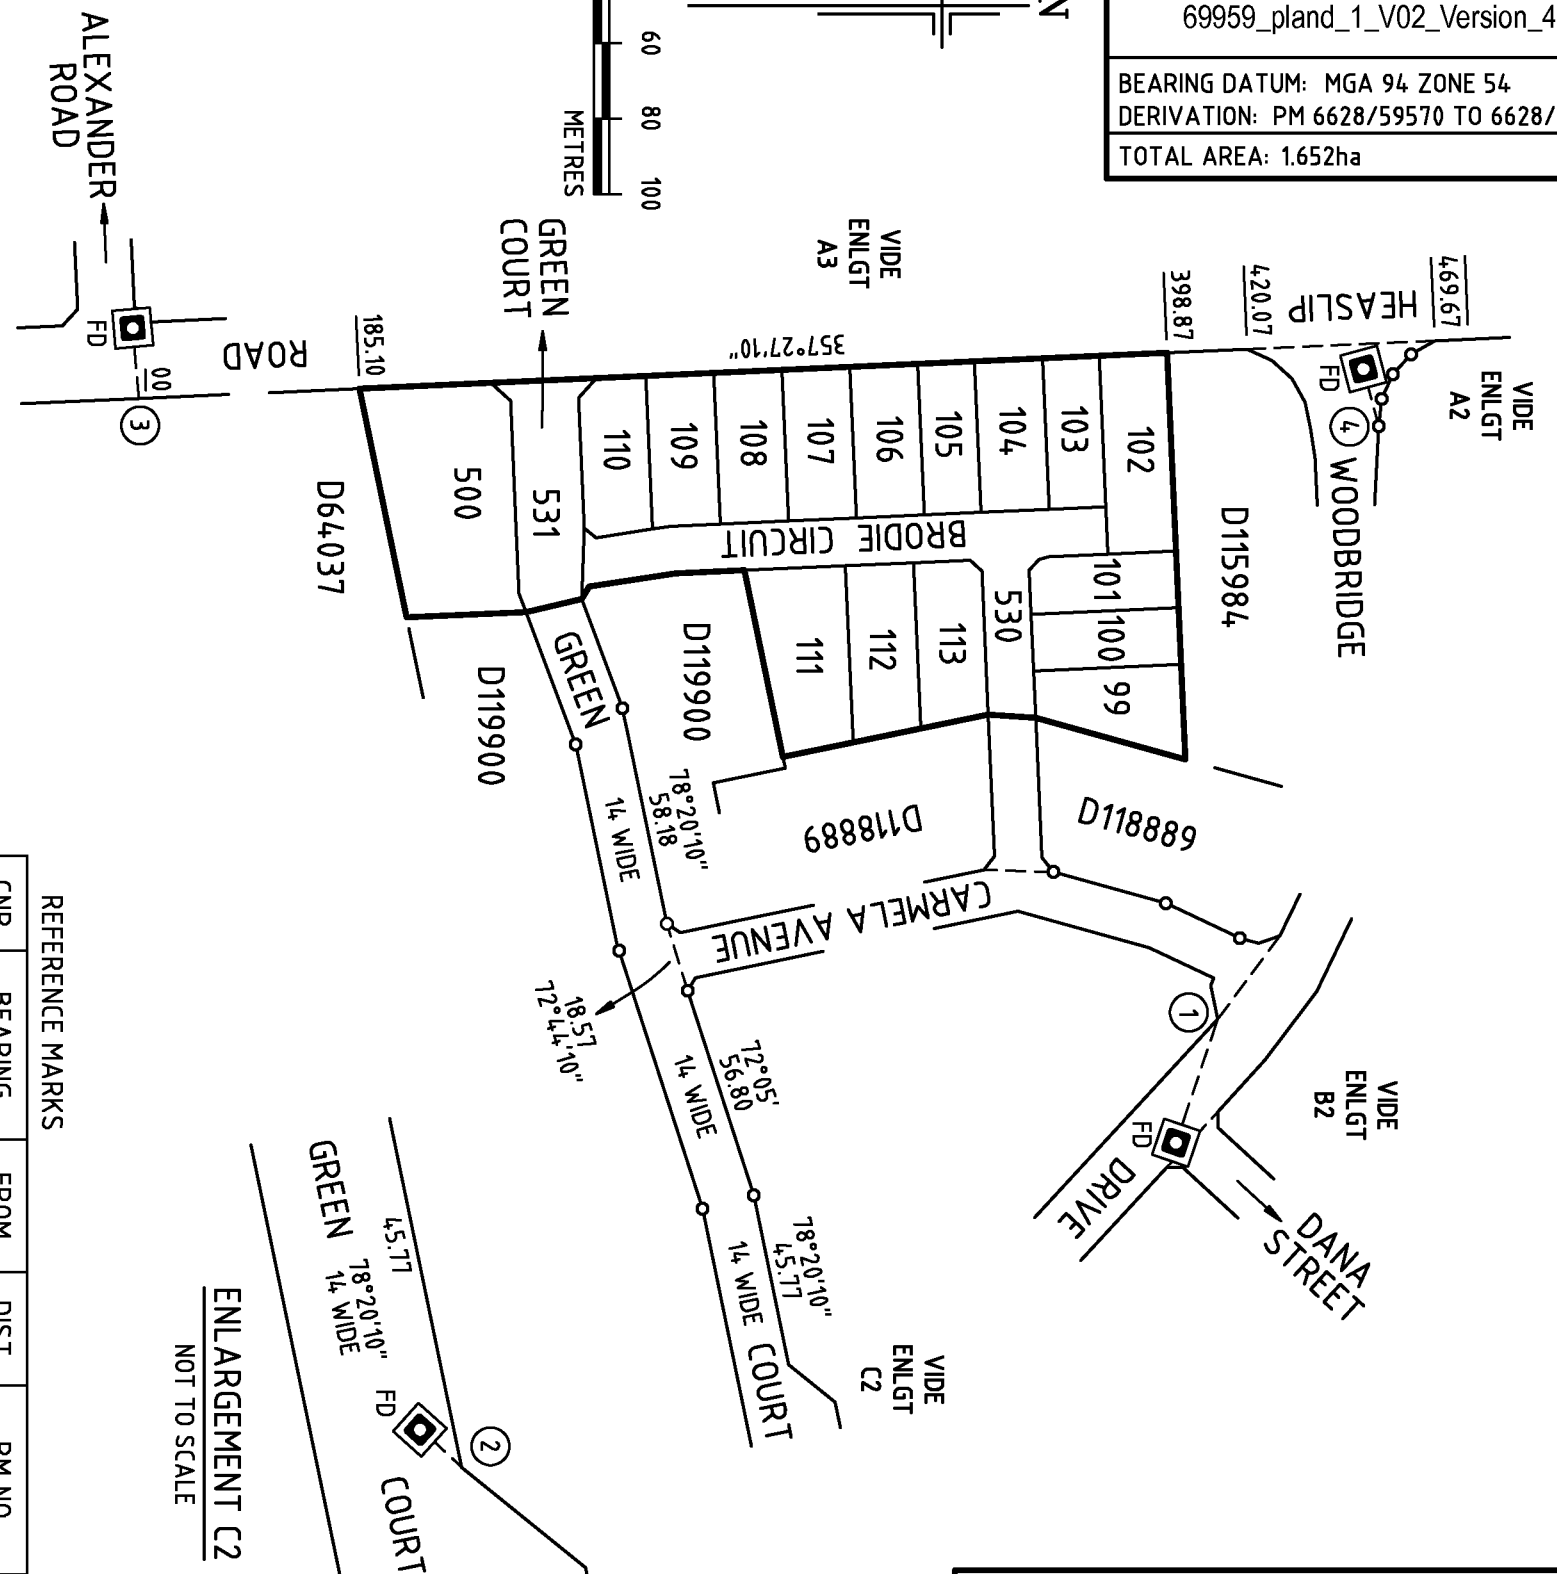 69959_pland_1_V02_Version_4
BEARING DATUM: MGA 94 ZONE 54
DERIVATION: PM 6628/59570 TO 6628/
TOTAL AREA: 1.652ha
N
60
80
100
METRES
ALEXANDER
ROAD
FD
00
3
ROAD
185.10
GREEN
COURT
VIDE
ENLGT
A3
357°27'10"
398.87
420.07
HEASLIP
469.67
FD
4
VIDE
ENLGT
A2
WOODBRIDGE
D115984
D64037
500
531
110
109
108
107
106
105
104
103
102
BRODIE CIRCUIT
101
100
99
530
113
112
111
D119900
D119900
GREEN
14 WIDE
78°20'10"
58.18
D118889
D118889
CARMELA AVENUE
18.57
72°44'10"
72°05'
56.80
14 WIDE
78°20'10"
45.77
14 WIDE
COURT
1
VIDE
ENLGT
B2
FD
DRIVE
DANA
STREET
VIDE
ENLGT
C2
GREEN
45.77
78°20'10"
14 WIDE
FD
2
COURT
ENLARGEMENT C2
NOT TO SCALE
REFERENCE MARKS
CNR
BEARING
FROM
DIST
PM NO